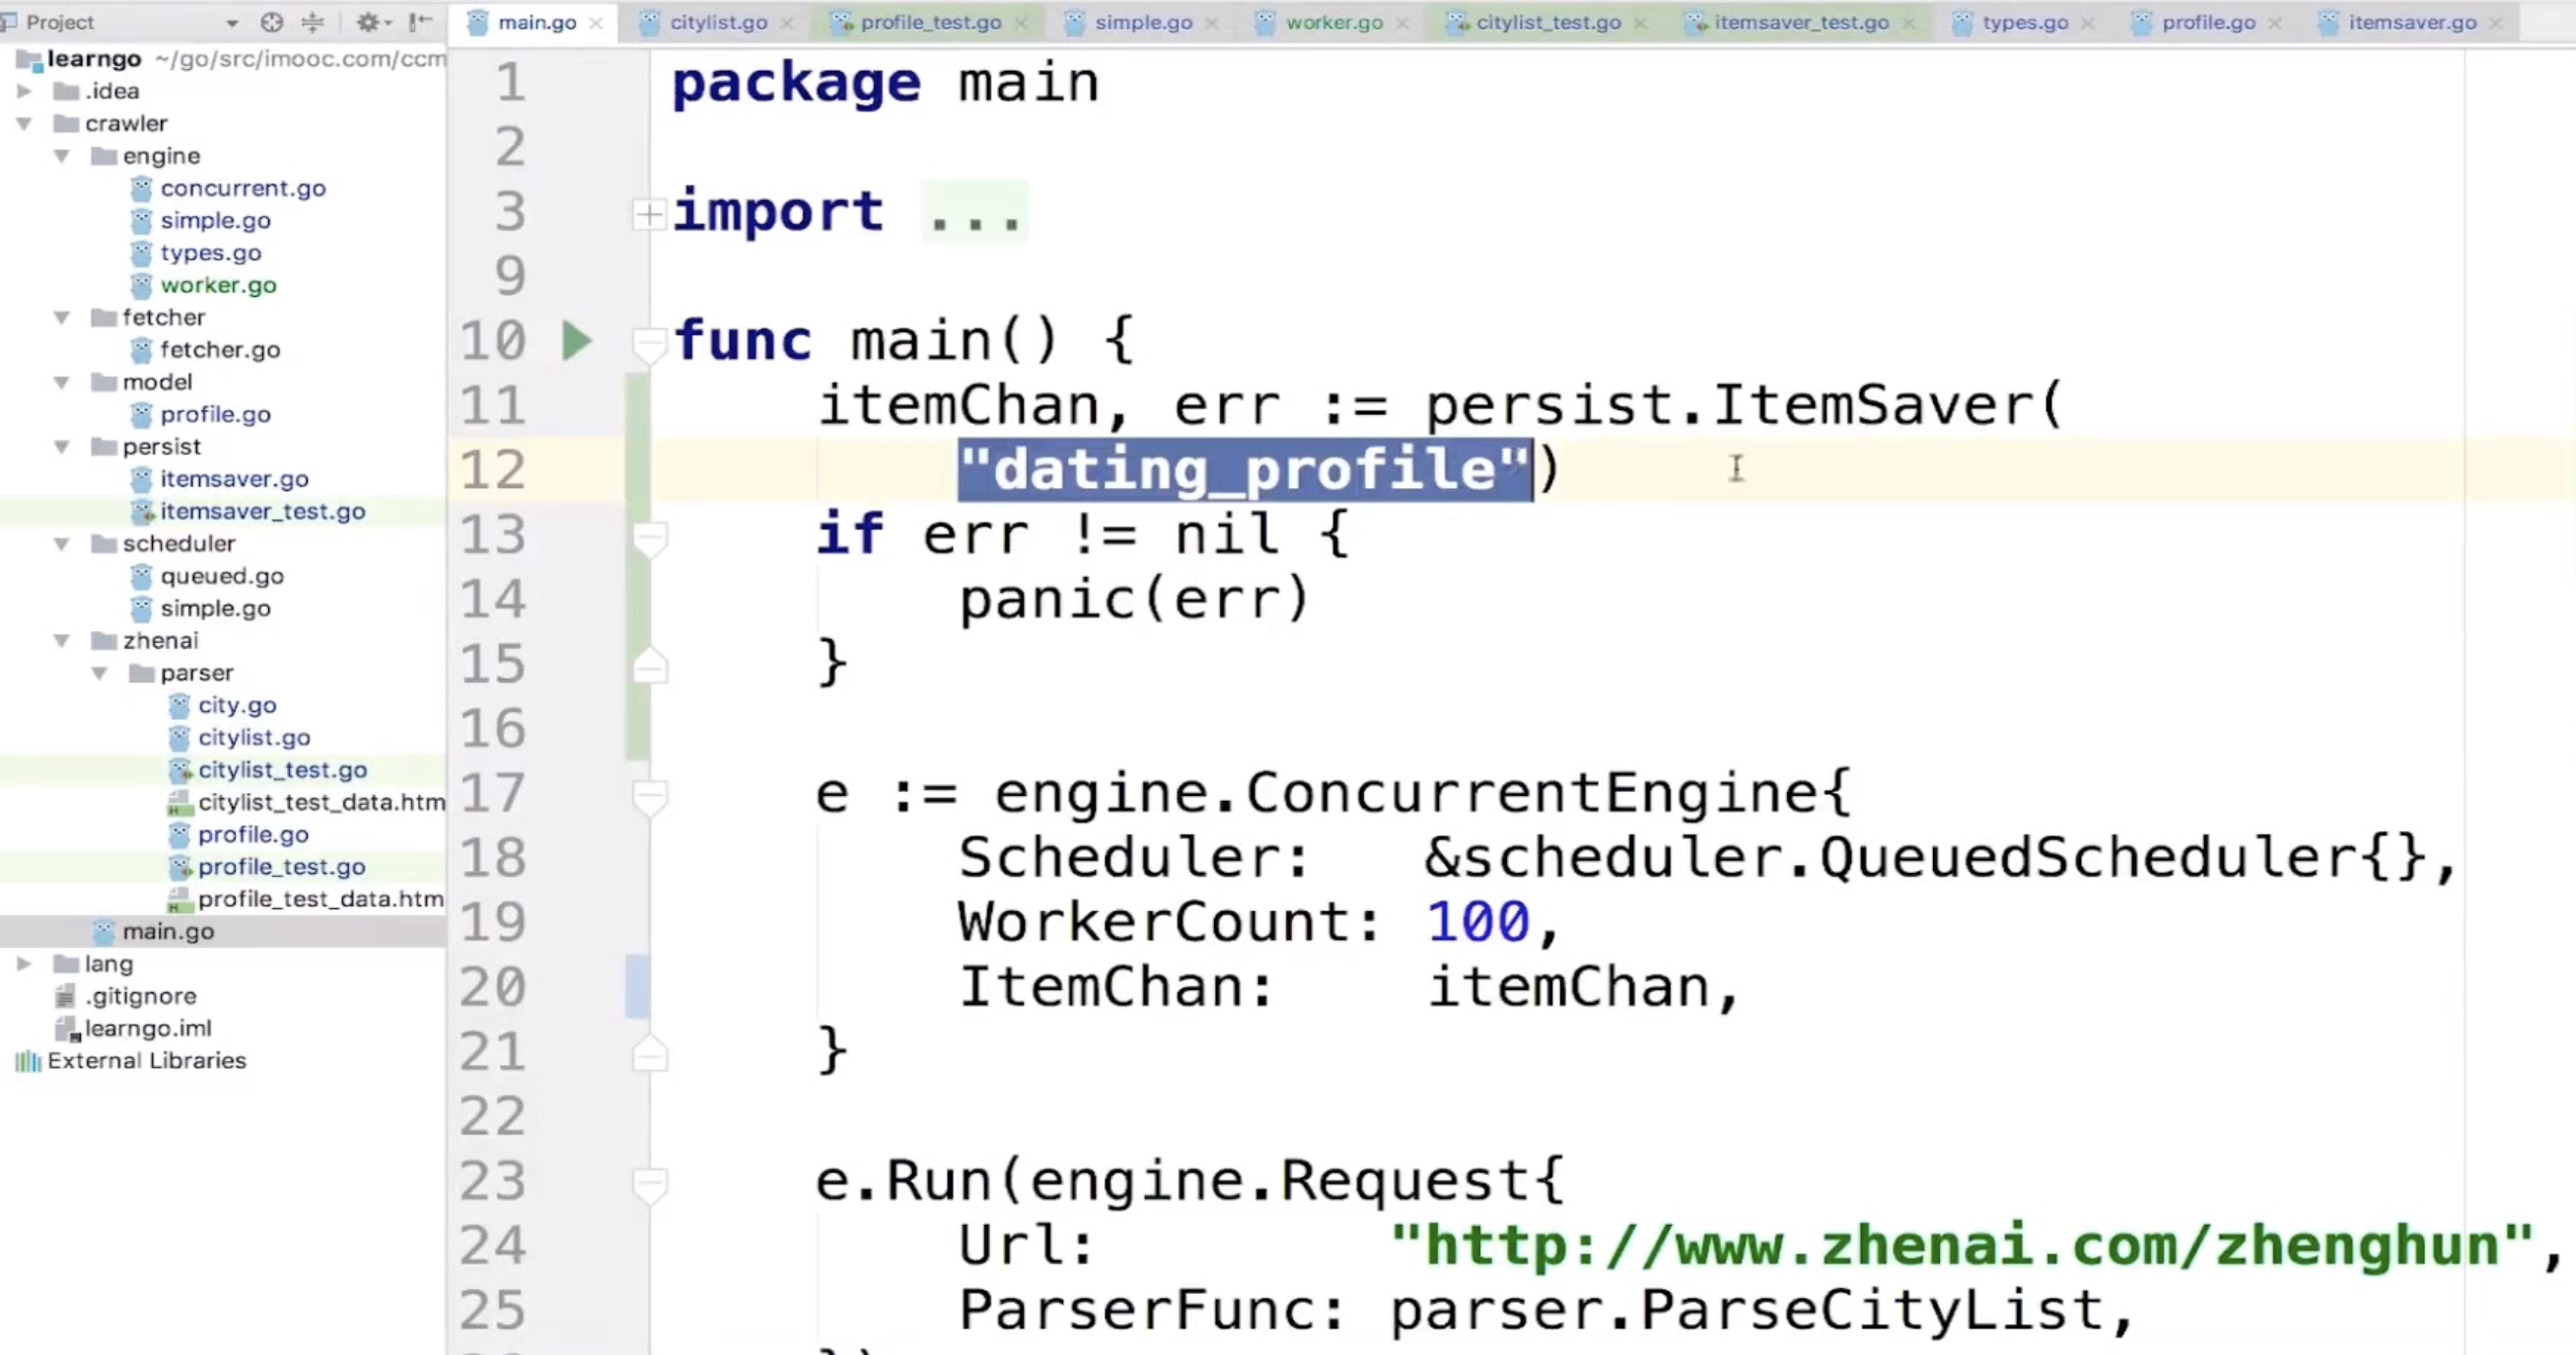 Project
learngo ~/go/src/imooc.com/ccm
.idea
crawler
engine
concurrent.go
simple.go
types.go
worker.go
fetcher
fetcher.go
model
profile.go
persist
itemsaver.go
itemsaver_test.go
scheduler
queued.go
simple.go
zhenai
parser
city.go
citylist.go
citylist_test.go
citylist_test_data.htm
profile.go
profile_test.go
profile_test_data.htm
main.go
lang
.gitignore
learngo.iml
External Libraries
main.go citylist.go profile_test.go simple.go worker.go citylist_test.go itemsaver_test.go types.go profile.go itemsaver.go
1 package main
2
3 import ...
9
10 func main() {
11 itemChan, err := persist.ItemSaver(
12 "dating_profile")
13 if err != nil {
14 panic(err)
15 }
16
17 e := engine.ConcurrentEngine{
18 Scheduler: &scheduler.QueuedScheduler{},
19 WorkerCount: 100,
20 ItemChan: itemChan,
21 }
22
23 e.Run(engine.Request{
24 Url: "http://www.zhenai.com/zhenghun",
25 ParserFunc: parser.ParseCityList,